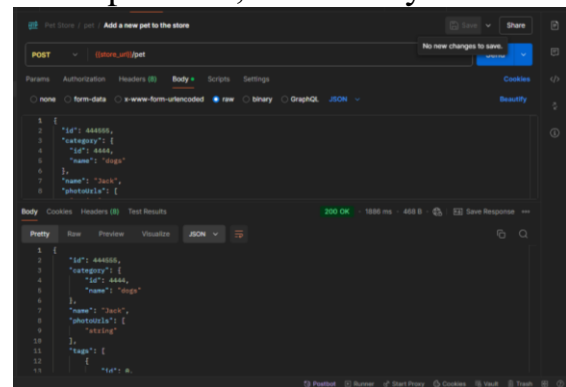 Pet Store / pet / Add a new pet to the store
Save
Share
No new changes to save.
POST
{{store_url}}/pet
Params Authorization Headers (8) Body Scripts Settings
Cookies
none form-data x-www-form-urlencoded raw binary GraphQL JSON
Beautify
1 {
2 "id": 444555,
3 "category": {
4 "id": 4444,
5 "name": "dogs"
6 },
7 "name": "Jack",
8 "photoUrls": [
Body Cookies Headers (8) Test Results
200 OK 1886 ms 488 B Save Response
Pretty Raw Preview Visualize JSON
1 {
2 "id": 444555,
3 "category": {
4 "id": 4444,
5 "name": "dogs"
6 },
7 "name": "Jack",
8 "photoUrls": [
9 "string"
10 ],
11 "tags": [
12 {
13 "id": 0,
Postbot Runner Start Proxy Cookies Vault Trash